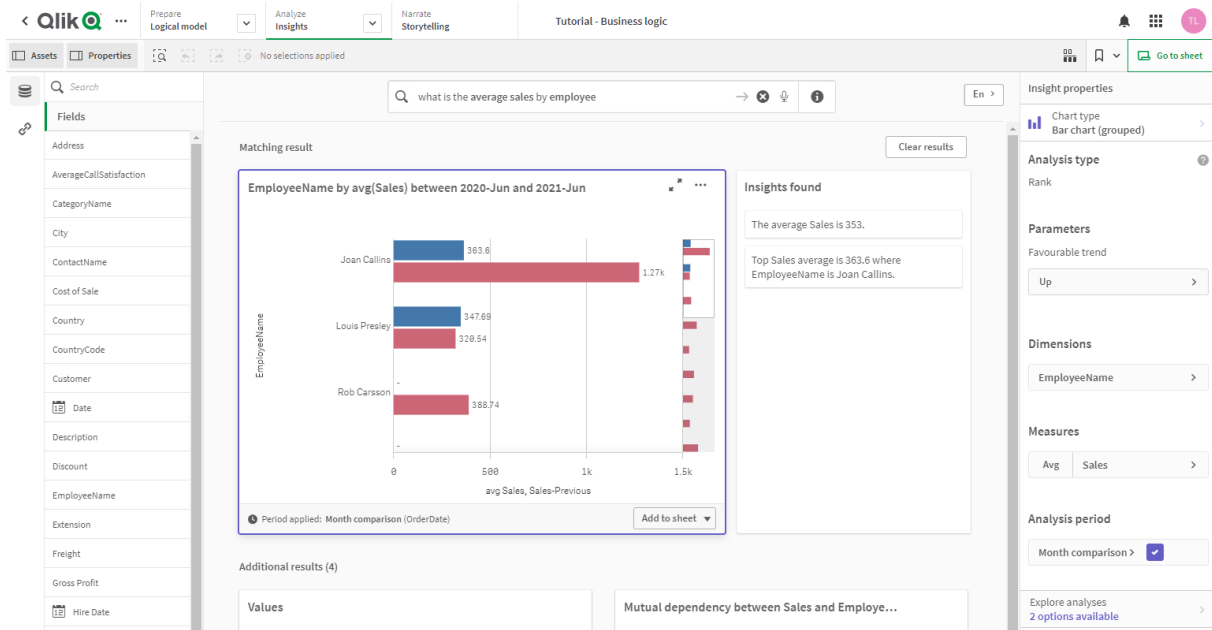 Qlik
Prepare
Logical model
Analyze
Insights
Narrate
Storytelling
Tutorial - Business logic
TL
Assets
Properties
No selections applied
Go to sheet
Search
Fields
Address
AverageCallSatisfaction
CategoryName
City
ContactName
Cost of Sale
Country
CountryCode
Customer
12 Date
Description
Discount
EmployeeName
Extension
Freight
Gross Profit
12 Hire Date
what is the average sales by employee
En
Matching result
Clear results
EmployeeName by avg(Sales) between 2020-Jun and 2021-Jun
EmployeeName
Joan Callins
363.6
1.27k
Louis Presley
347.69
320.54
Rob Carsson
-
388.74
-
0 500 1k 1.5k
avg Sales, Sales-Previous
Period applied: Month comparison (OrderDate)
Add to sheet
Insights found
The average Sales is 353.
Top Sales average is 363.6 where
EmployeeName is Joan Callins.
Additional results (4)
Values
Mutual dependency between Sales and Employe...
Insight properties
Chart type
Bar chart (grouped)
Analysis type
Rank
Parameters
Favourable trend
Up
Dimensions
EmployeeName
Measures
Avg Sales
Analysis period
Month comparison
Explore analyses
2 options available